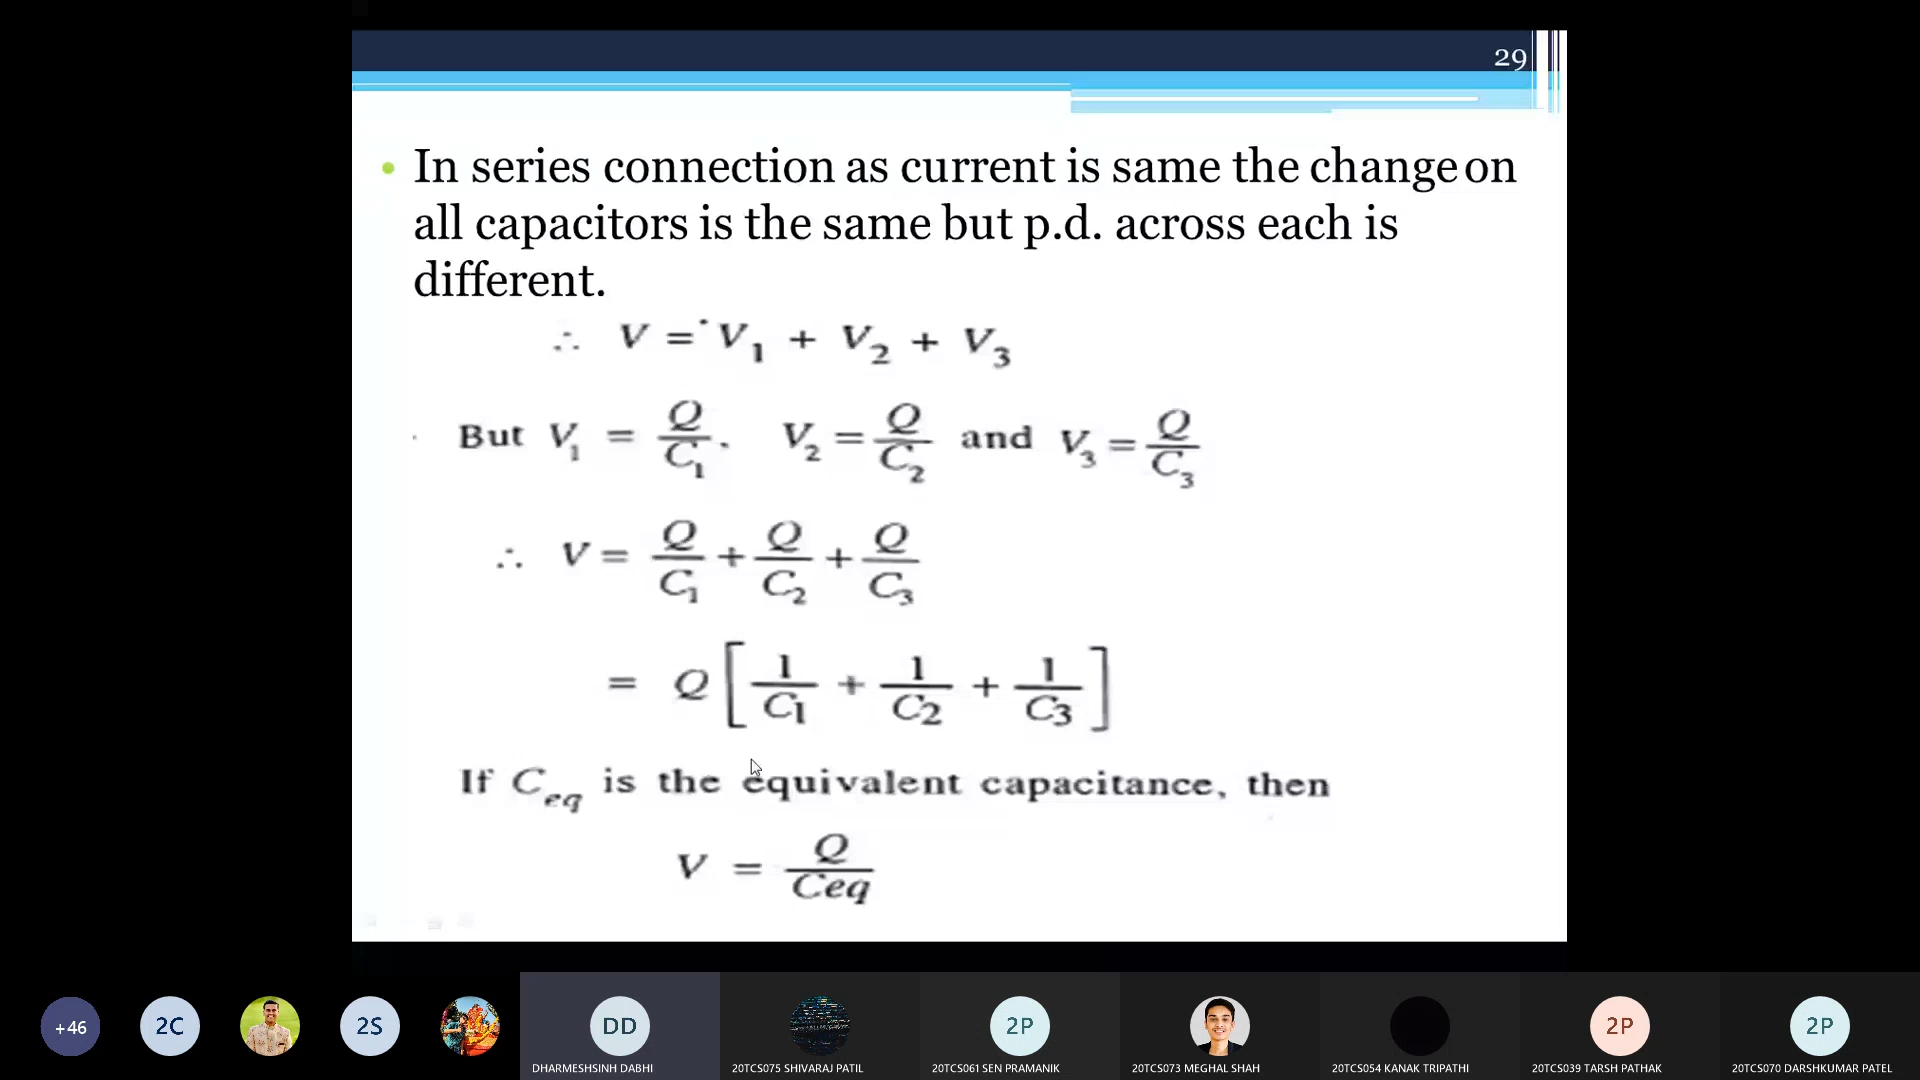 29
• In series connection as current is same the change on
all capacitors is the same but p.d. across each is
different.
∴ V = V₁ + V₂ + V₃
But V₁ = Q/C₁. V₂ = Q/C₂ and V₃ = Q/C₃
∴ V = Q/C₁ + Q/C₂ + Q/C₃
= Q [ 1/C₁ + 1/C₂ + 1/C₃ ]
If C_eq is the equivalent capacitance, then
V = Q/Ceq
+46 2C 2S DD 2P 2P 2P
DHARMESHSINH DABHI 20TCS075 SHIVARAJ PATIL 20TCS061 SEN PRAMANIK 20TCS073 MEGHAL SHAH 20TCS054 KANAK TRIPATHI 20TCS039 TARSH PATHAK 20TCS070 DARSHKUMAR PATEL